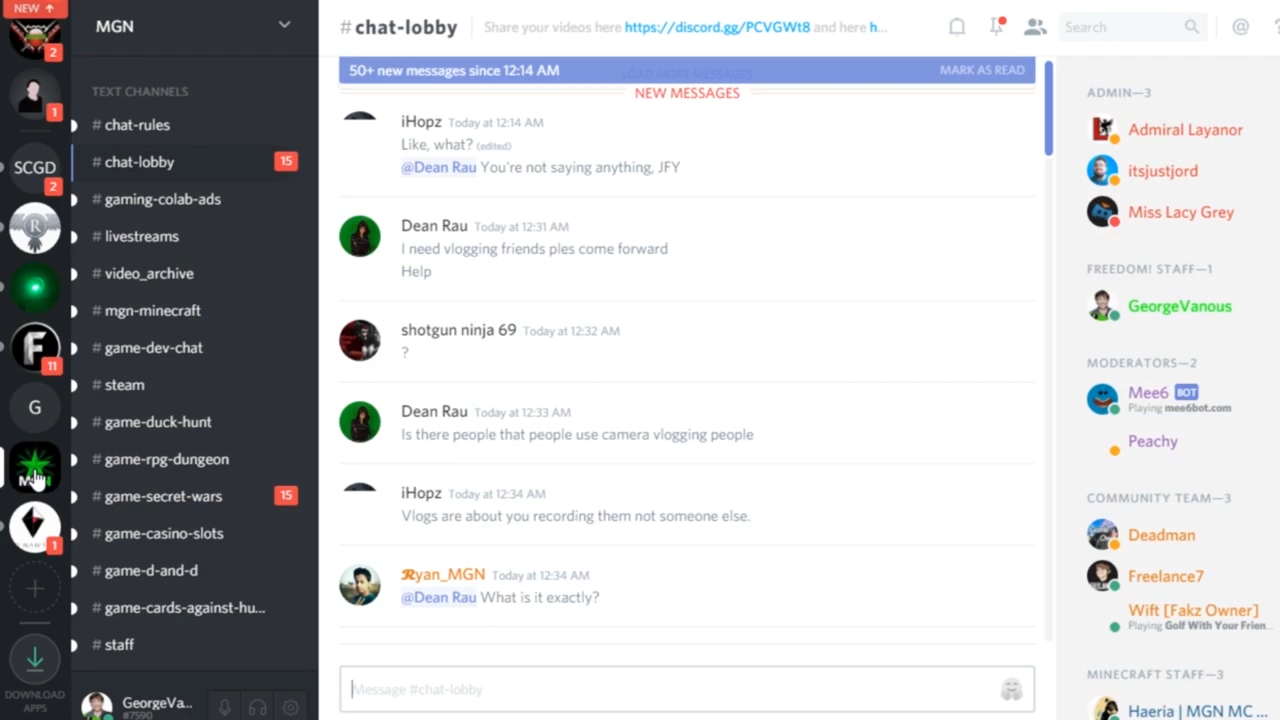 NEW ↑
2
1
SCGD
2
R
F
11
G
MGN
1
DOWNLOAD
APPS
MGN
TEXT CHANNELS
# chat-rules
# chat-lobby 15
# gaming-colab-ads
# livestreams
# video_archive
# mgn-minecraft
# game-dev-chat
# steam
# game-duck-hunt
# game-rpg-dungeon
# game-secret-wars 15
# game-casino-slots
# game-d-and-d
# game-cards-against-hu...
# staff
GeorgeVa...
#7590
# chat-lobby Share your videos here https://discord.gg/PCVGWt8 and here h...
Search
@
50+ new messages since 12:14 AM LOAD MORE MESSAGES MARK AS READ
NEW MESSAGES
iHopz Today at 12:14 AM
Like, what? (edited)
@Dean Rau You're not saying anything, JFY
Dean Rau Today at 12:31 AM
I need vlogging friends ples come forward
Help
shotgun ninja 69 Today at 12:32 AM
?
Dean Rau Today at 12:33 AM
Is there people that people use camera vlogging people
iHopz Today at 12:34 AM
Vlogs are about you recording them not someone else.
Ryan_MGN Today at 12:34 AM
@Dean Rau What is it exactly?
Message #chat-lobby
ADMIN—3
Admiral Layanor
itsjustjord
Miss Lacy Grey
FREEDOM! STAFF—1
GeorgeVanous
MODERATORS—2
Mee6 BOT
Playing mee6bot.com
Peachy
COMMUNITY TEAM—3
Deadman
Freelance7
Wift [Fakz Owner]
Playing Golf With Your Frien...
MINECRAFT STAFF—3
Haeria | MGN MC ...